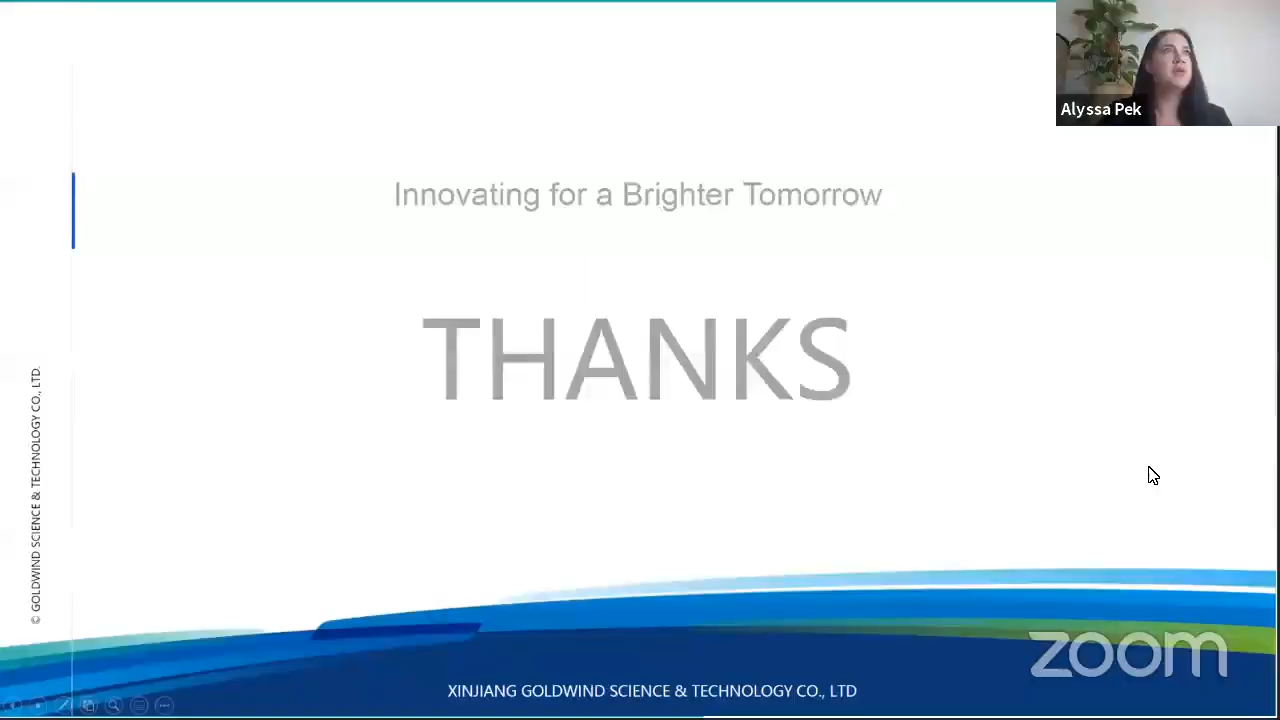 Alyssa Pek
Innovating for a Brighter Tomorrow
THANKS
© GOLDWIND SCIENCE & TECHNOLOGY CO., LTD.
zoom
XINJIANG GOLDWIND SCIENCE & TECHNOLOGY CO., LTD